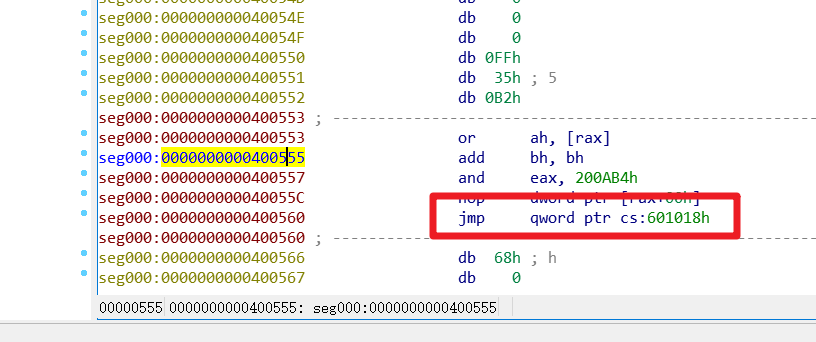 seg000:000000000040054D db 0
seg000:000000000040054E db 0
seg000:000000000040054F db 0
seg000:0000000000400550 db 0FFh
seg000:0000000000400551 db 35h ; 5
seg000:0000000000400552 db 0B2h
seg000:0000000000400553 ; ---------------------------------------
seg000:0000000000400553 or ah, [rax]
seg000:0000000000400555 add bh, bh
seg000:0000000000400557 and eax, 200AB4h
seg000:000000000040055C nop dword ptr [rax+00h]
seg000:0000000000400560 jmp qword ptr cs:601018h
seg000:0000000000400560 ; ---------------------------------------
seg000:0000000000400566 db 68h ; h
seg000:0000000000400567 db 0
00000555 0000000000400555: seg000:0000000000400555